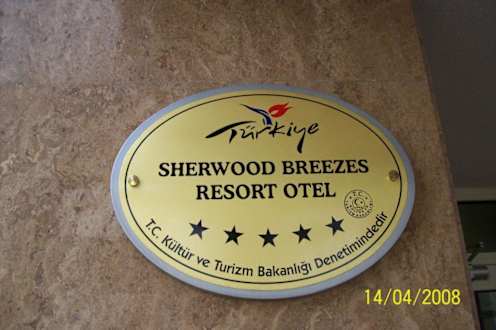 Türkiye
SHERWOOD BREEZES
RESORT OTEL
T.C.
T.C. Kültür ve Turizm Bakanlığı Denetimindedir
14/04/2008